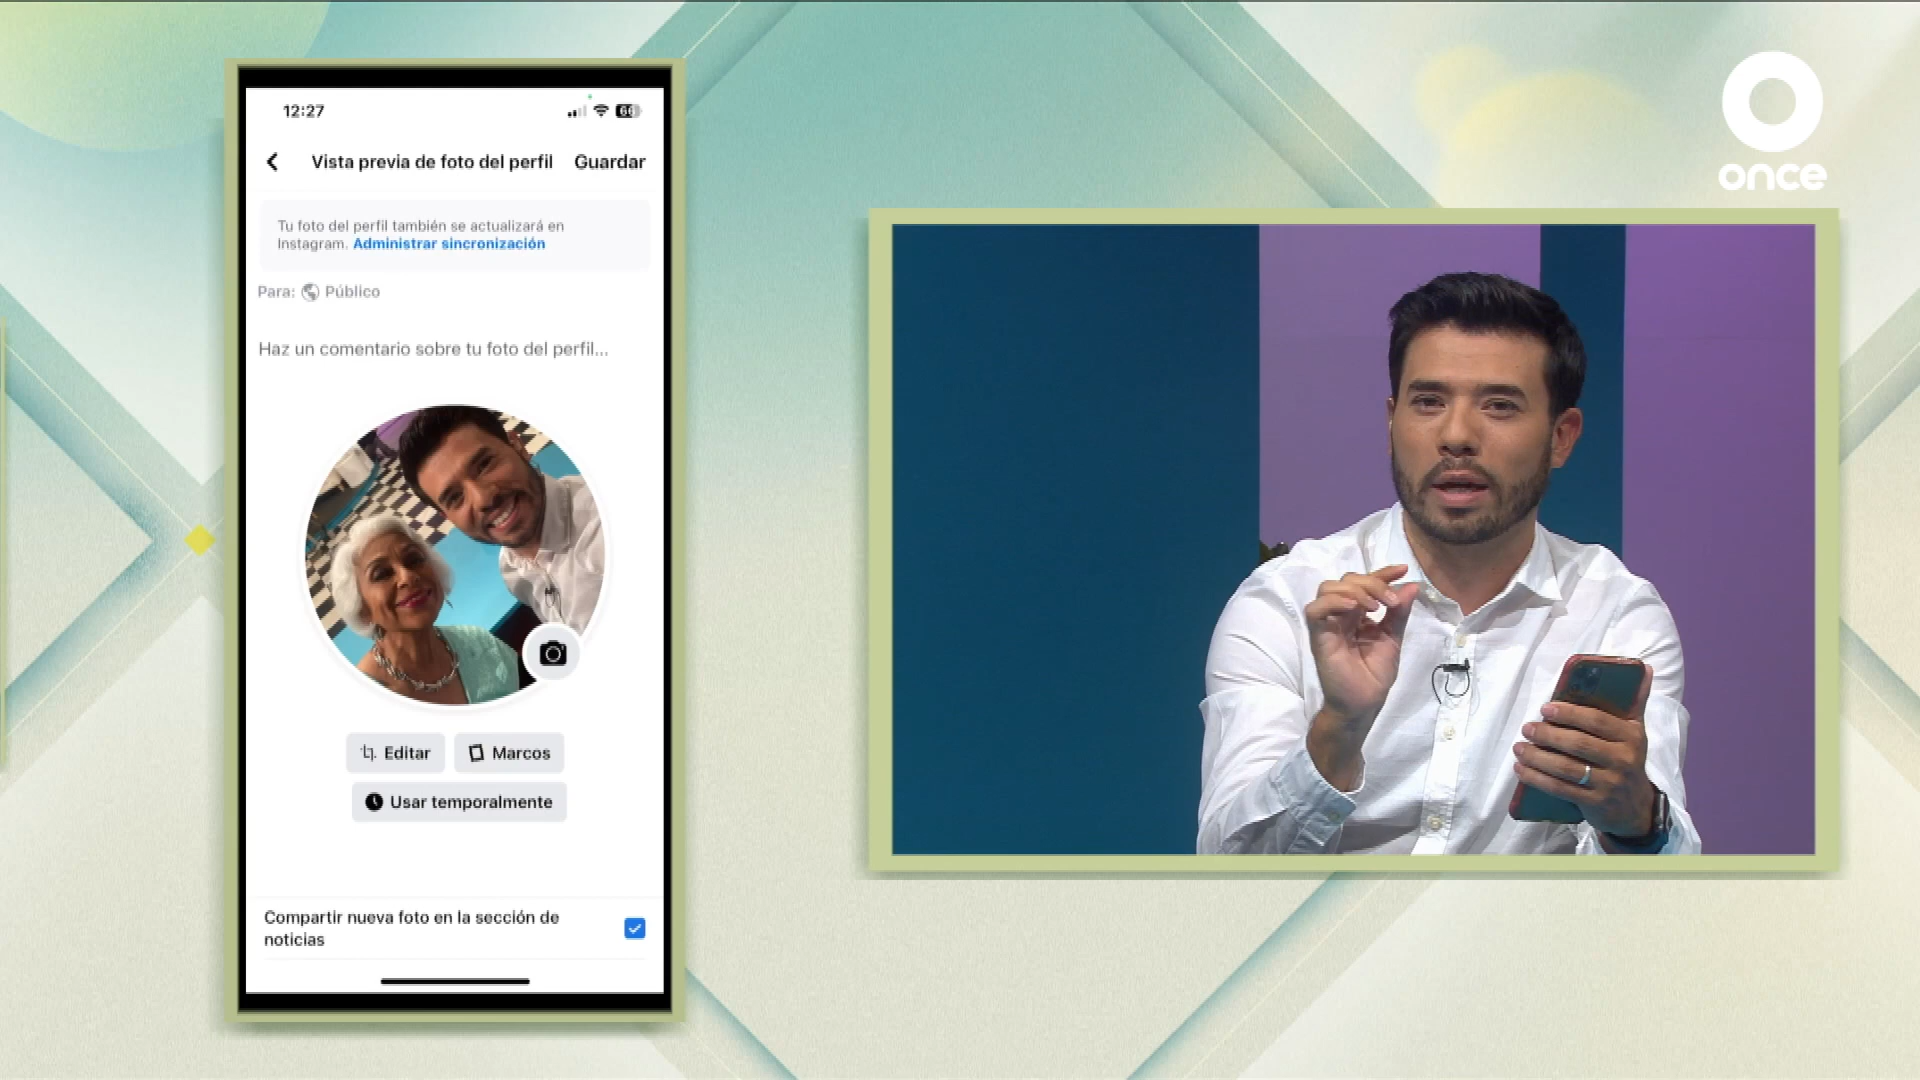 12:27
66
Vista previa de foto del perfil
Guardar
Tu foto del perfil también se actualizará en
Instagram. Administrar sincronización
Para: Público
Haz un comentario sobre tu foto del perfil...
Editar
Marcos
Usar temporalmente
Compartir nueva foto en la sección de
noticias
once